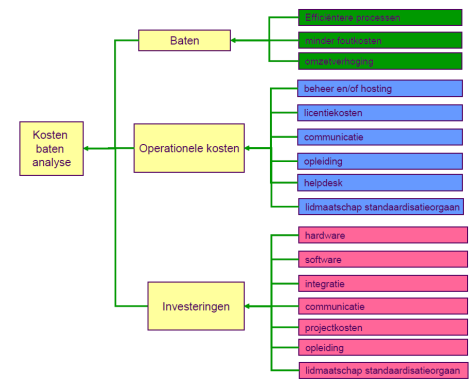 Kosten
baten
analyse
Baten
Efficiëntere processen
minder foutkosten
omzetverhoging
Operationele kosten
beheer en/of hosting
licentiekosten
communicatie
opleiding
helpdesk
lidmaatschap standaardisatieorgaan
Investeringen
hardware
software
integratie
communicatie
projectkosten
opleiding
lidmaatschap standaardisatieorgaan